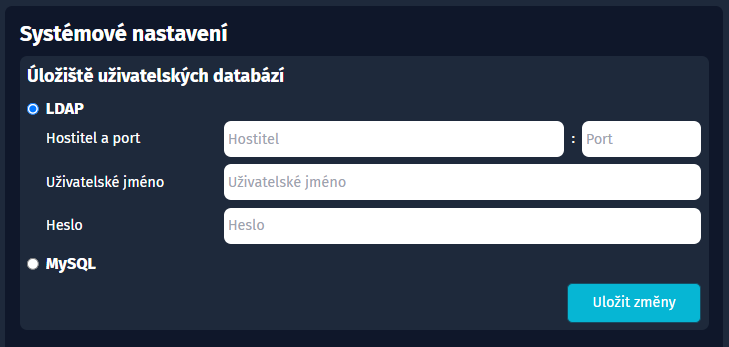 Systémové nastavení
Úložiště uživatelských databází
LDAP
Hostitel a port Hostitel : Port
Uživatelské jméno Uživatelské jméno
Heslo Heslo
MySQL
Uložit změny